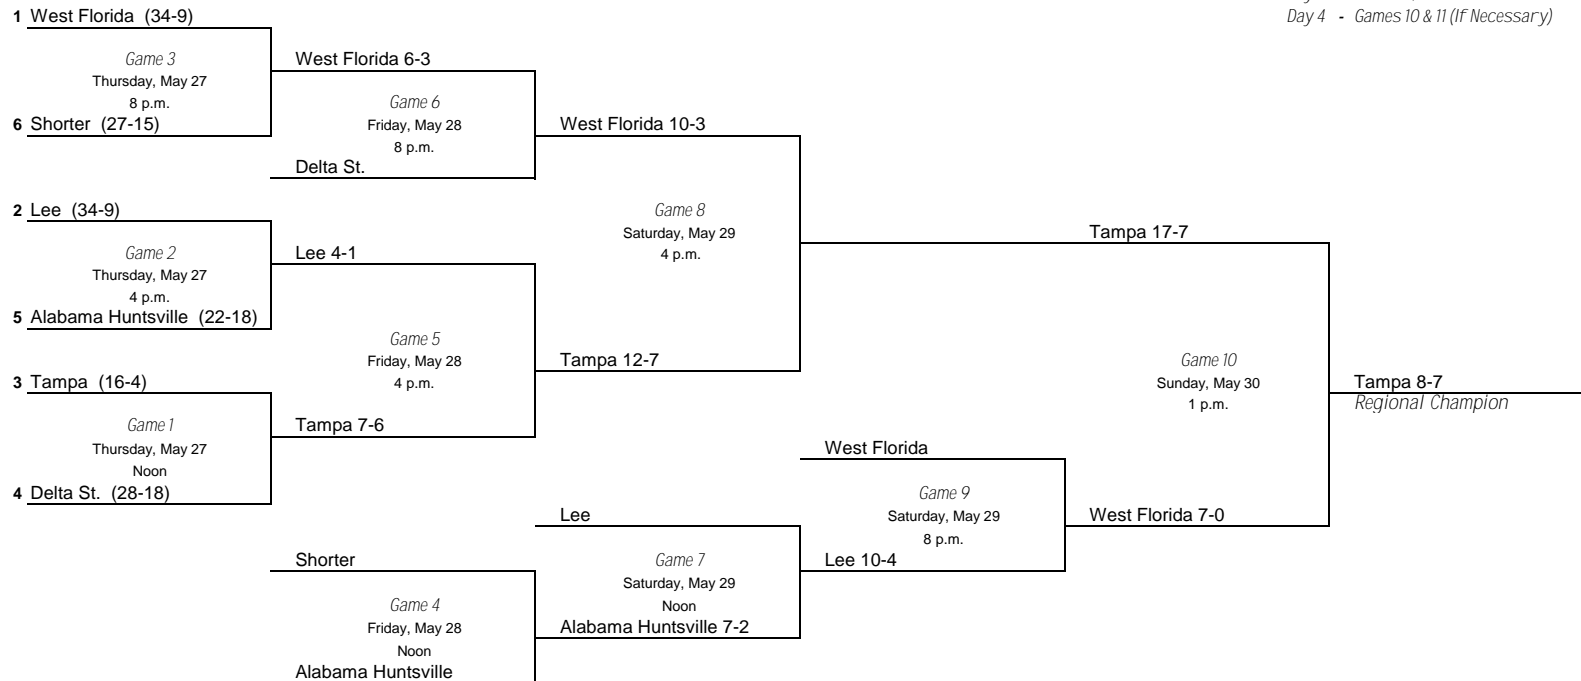 Day 4 - Games 10 & 11 (If Necessary)
1 West Florida (34-9)
Game 3
Thursday, May 27
8 p.m.
6 Shorter (27-15)
West Florida 6-3
Game 6
Friday, May 28
8 p.m.
Delta St.
West Florida 10-3
2 Lee (34-9)
Game 2
Thursday, May 27
4 p.m.
5 Alabama Huntsville (22-18)
Lee 4-1
Game 5
Friday, May 28
4 p.m.
Tampa 7-6
3 Tampa (16-4)
Game 1
Thursday, May 27
Noon
4 Delta St. (28-18)
Game 8
Saturday, May 29
4 p.m.
Tampa 12-7
Tampa 17-7
Game 10
Sunday, May 30
1 p.m.
Tampa 8-7
Regional Champion
West Florida
Game 9
Saturday, May 29
8 p.m.
Lee 10-4
West Florida 7-0
Lee
Game 7
Saturday, May 29
Noon
Alabama Huntsville 7-2
Shorter
Game 4
Friday, May 28
Noon
Alabama Huntsville